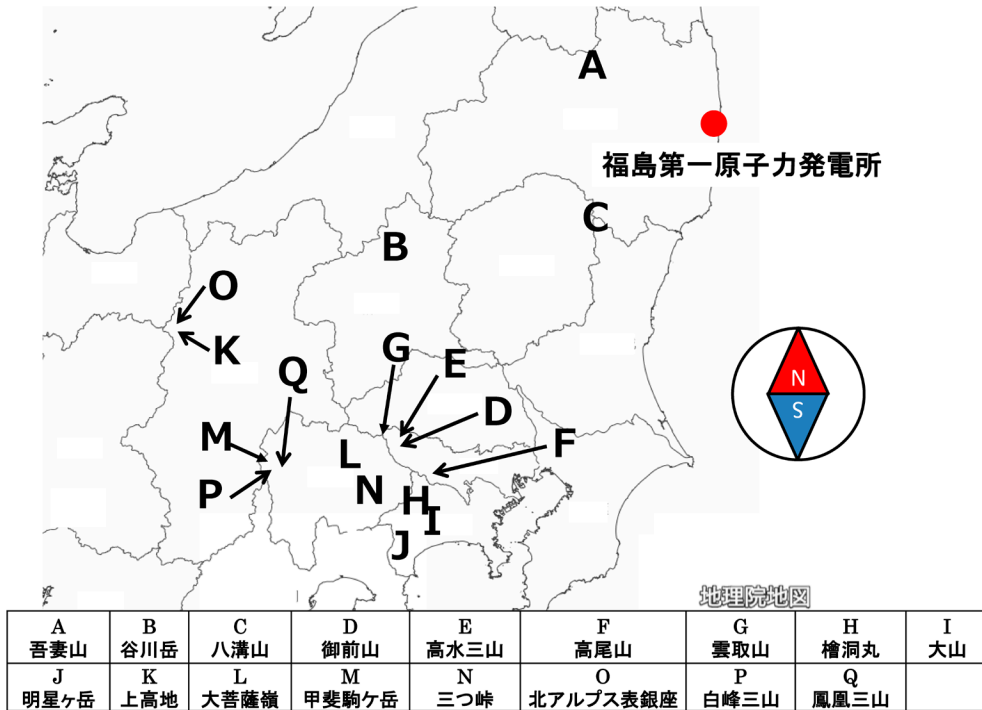 A
福島第一原子力発電所
C
B
O
K
G
E
Q
D
M
F
L
P
N
H
I
J
N
S
地理院地図
A B C D E F G H I
吾妻山 谷川岳 八溝山 御前山 高水三山 高尾山 雲取山 檜洞丸 大山
J K L M N O P Q
明星ヶ岳 上高地 大菩薩嶺 甲斐駒ケ岳 三つ峠 北アルプス表銀座 白峰三山 鳳凰三山